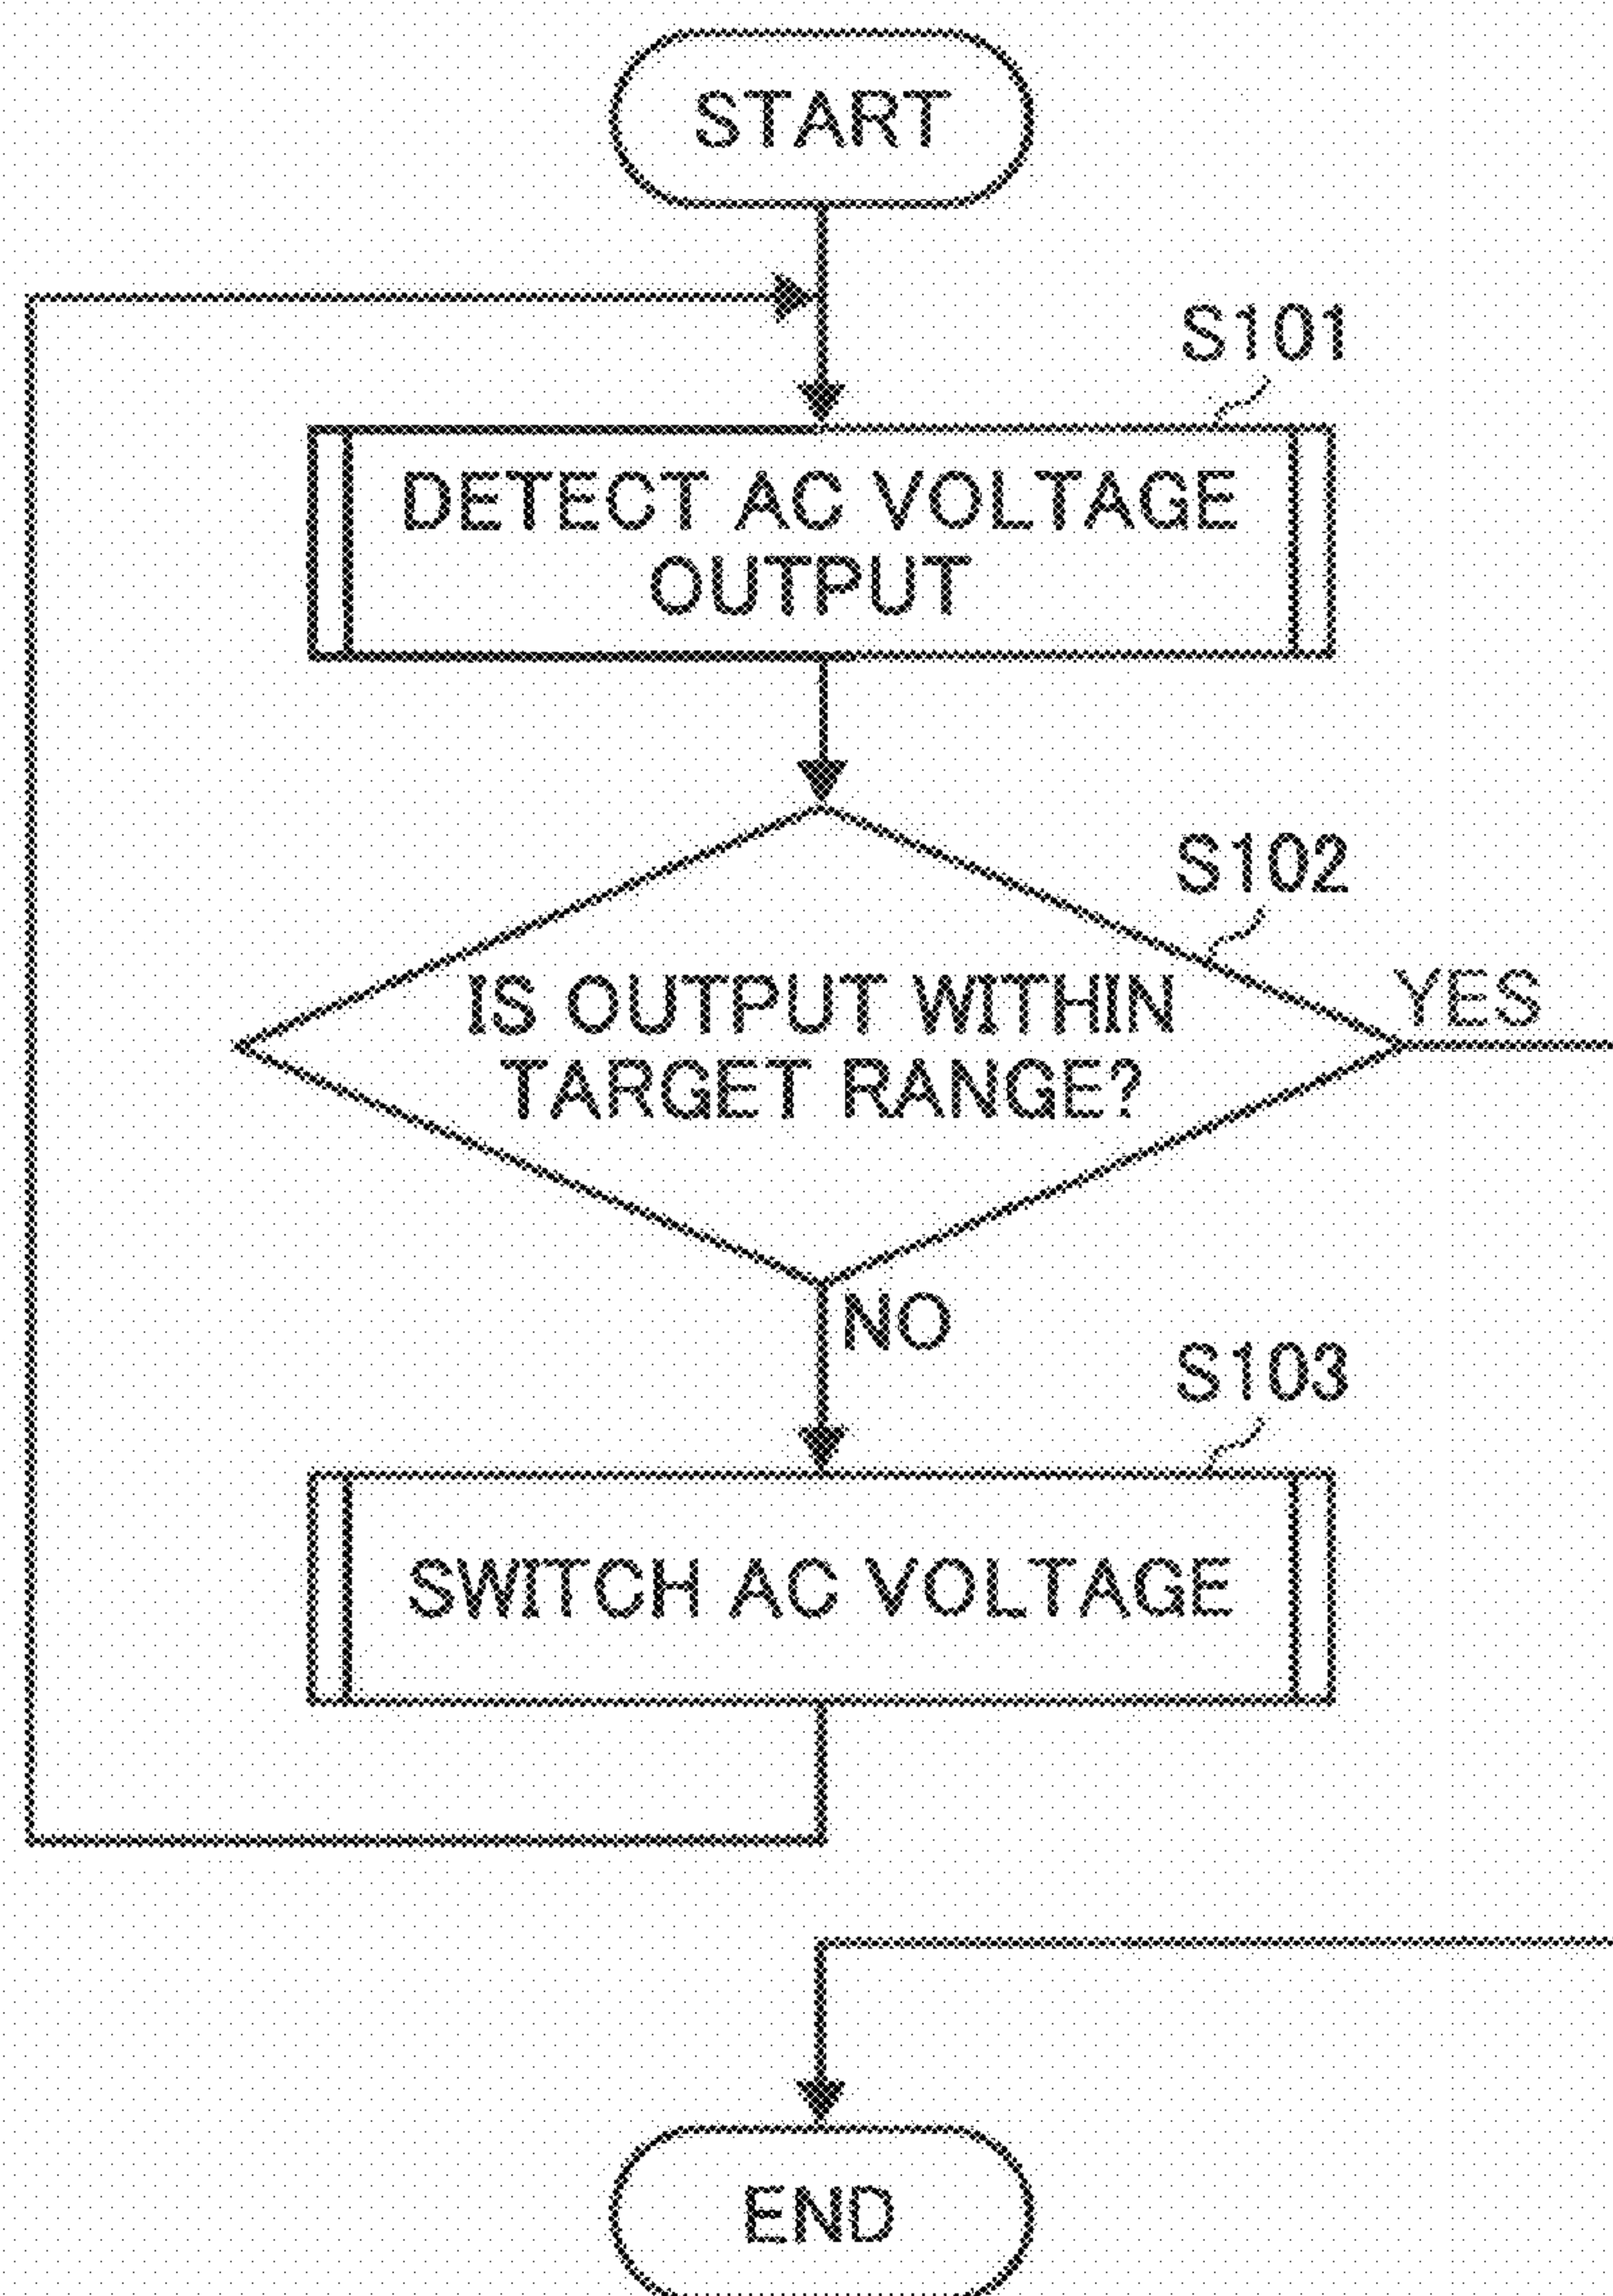 START
S101
DETECT AC VOLTAGE
OUTPUT
S102
IS OUTPUT WITHIN
TARGET RANGE?
YES
NO
S103
SWITCH AC VOLTAGE
END